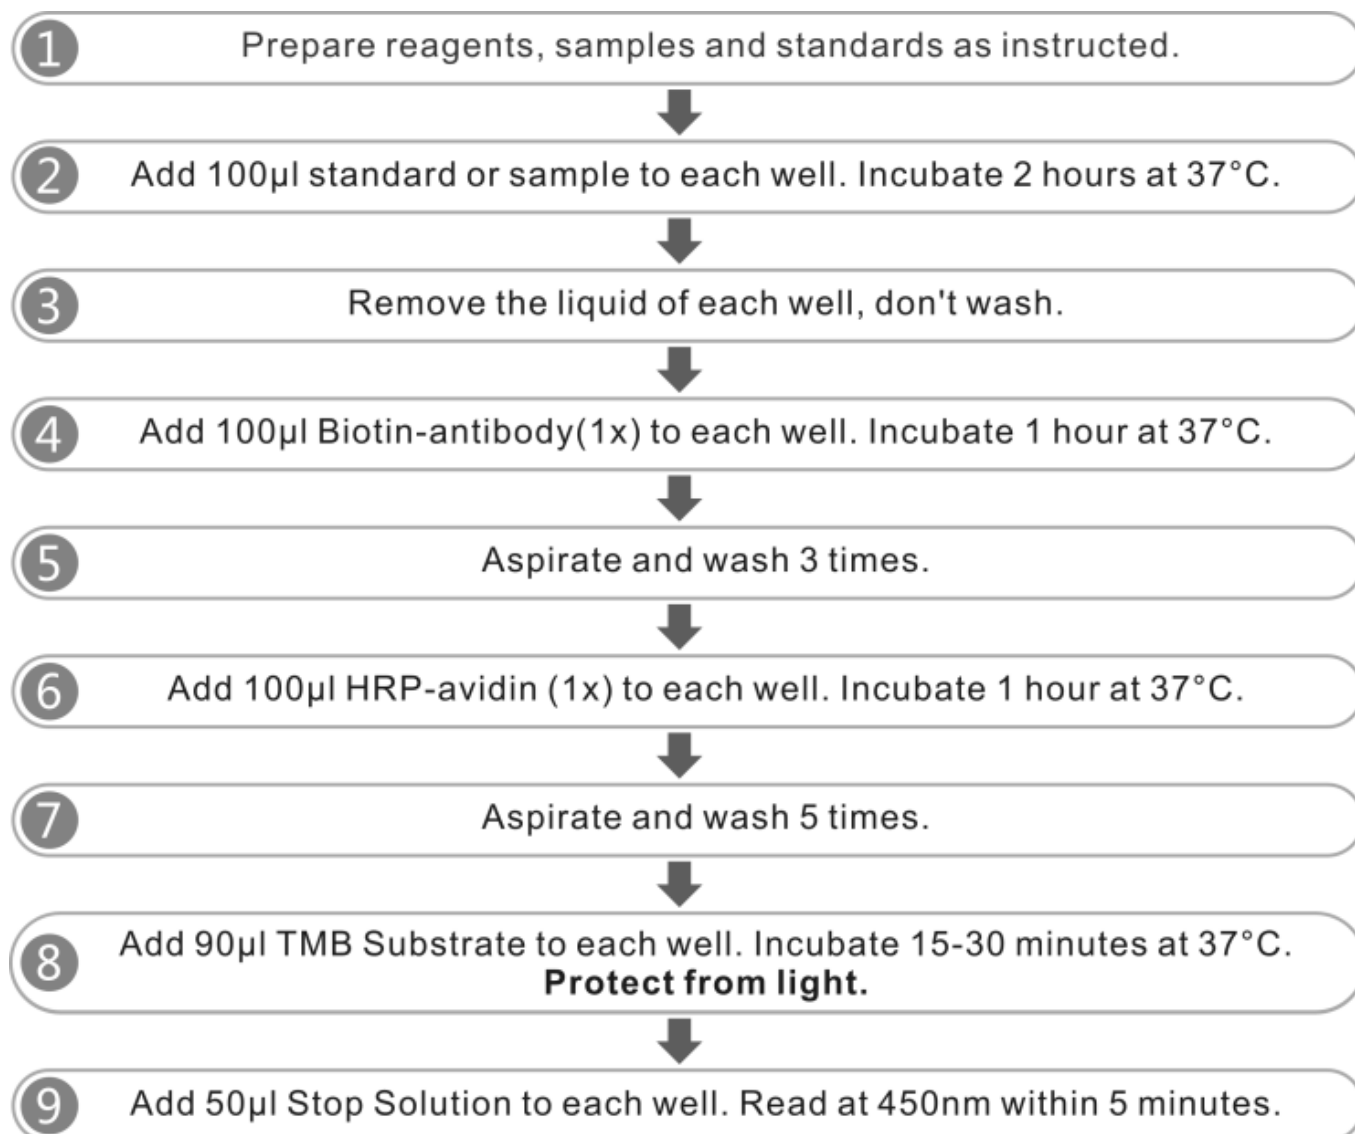 1 Prepare reagents, samples and standards as instructed.
2 Add 100µl standard or sample to each well. Incubate 2 hours at 37°C.
3 Remove the liquid of each well, don't wash.
4 Add 100µl Biotin-antibody(1x) to each well. Incubate 1 hour at 37°C.
5 Aspirate and wash 3 times.
6 Add 100µl HRP-avidin (1x) to each well. Incubate 1 hour at 37°C.
7 Aspirate and wash 5 times.
8 Add 90µl TMB Substrate to each well. Incubate 15-30 minutes at 37°C.
Protect from light.
9 Add 50µl Stop Solution to each well. Read at 450nm within 5 minutes.